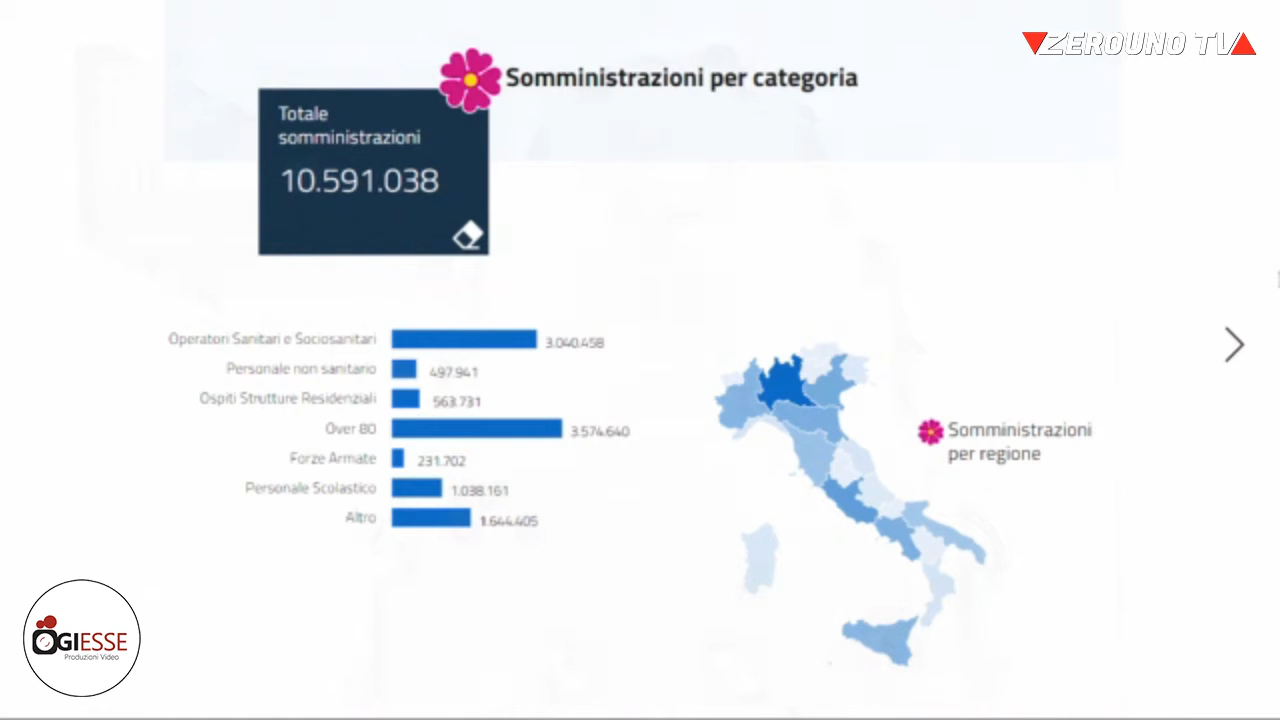 ZEROUNO TV
Somministrazioni per categoria
Totale
somministrazioni
10.591.038
Operatori Sanitari e Sociosanitari 3.040.458
Personale non sanitario 497.941
Ospiti Strutture Residenziali 563.731
Over 80 3.574.640
Forze Armate 231.702
Personale Scolastico 1.038.161
Altro 1.644.405
Somministrazioni
per regione
OGIESSE
Produzioni Video